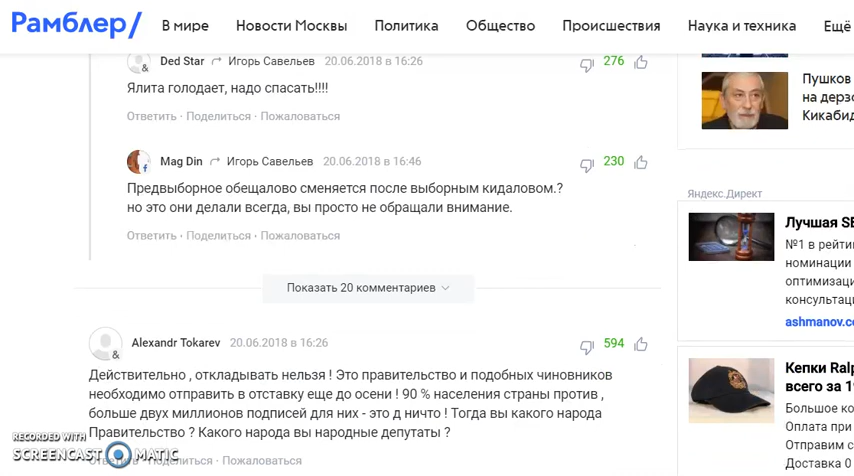 Рамблер/ В мире Новости Москвы Политика Общество Происшествия Наука и техника Ещё
Ded Star Игорь Савельев 20.06.2018 в 16:26 276
Ялита голодает, надо спасать!!!!
Ответить · Поделиться · Пожаловаться
Mag Din Игорь Савельев 20.06.2018 в 16:46 230
Предвыборное обещалово сменяется после выборным кидаловом.?
но это они делали всегда, вы просто не обращали внимание.
Ответить · Поделиться · Пожаловаться
Показать 20 комментариев
Alexandr Tokarev 20.06.2018 в 16:26 594
Действительно , откладывать нельзя ! Это правительство и подобных чиновников
необходимо отправить в отставку еще до осени ! 90 % населения страны против ,
больше двух миллионов подписей для них - это д ничто ! Тогда вы какого народа
Правительство ? Какого народа вы народные депутаты ?
Ответить · Поделиться · Пожаловаться
RECORDED WITH
SCREENCAST MATIC
Пушков
на дерзо
Кикабид
Яндекс.Директ
Лучшая SE
№1 в рейти
номинации
оптимизаци
консультаци
ashmanov.co
Кепки Ralp
всего за 19
Большое ко
Оплата при
Отправим с
Доставка 0